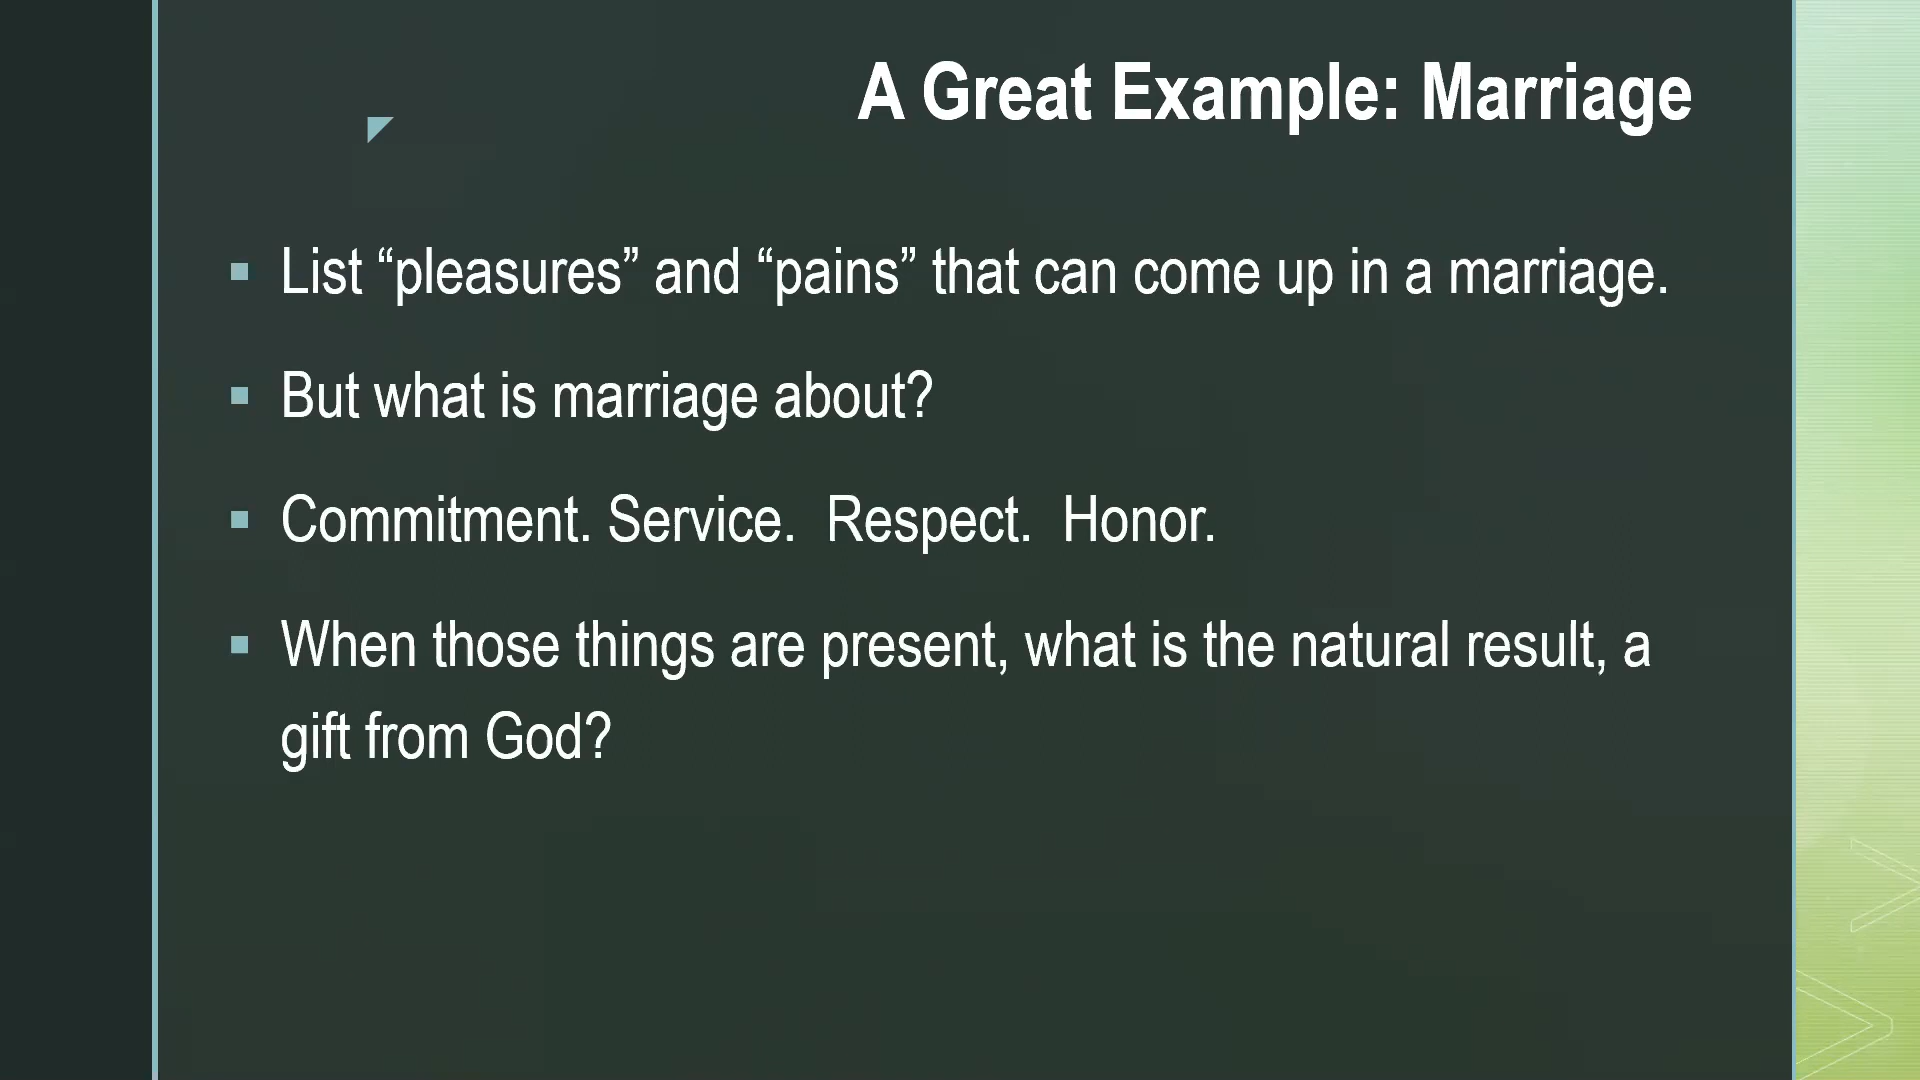 A Great Example: Marriage
List “pleasures” and “pains” that can come up in a marriage.
But what is marriage about?
Commitment. Service.  Respect.  Honor.
When those things are present, what is the natural result, a
gift from God?